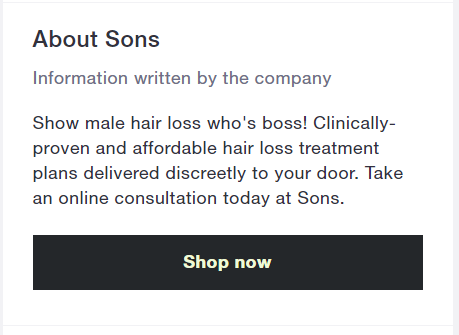 About Sons
Information written by the company
Show male hair loss who's boss! Clinically-
proven and affordable hair loss treatment
plans delivered discreetly to your door. Take
an online consultation today at Sons.
Shop now